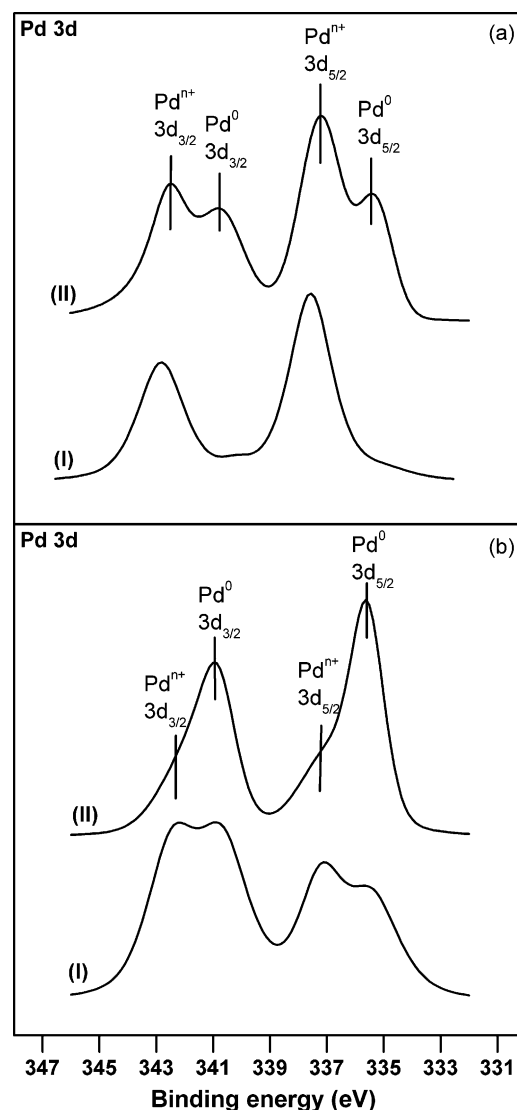 Pd 3d
(a)
Pdⁿ⁺
3d₅/₂
Pdⁿ⁺
3d₃/₂
Pd⁰
3d₃/₂
Pd⁰
3d₅/₂
(II)
(I)
Pd 3d
(b)
Pd⁰
3d₅/₂
Pd⁰
3d₃/₂
Pdⁿ⁺
3d₃/₂
Pdⁿ⁺
3d₅/₂
(II)
(I)
347 345 343 341 339 337 335 333 331
Binding energy (eV)